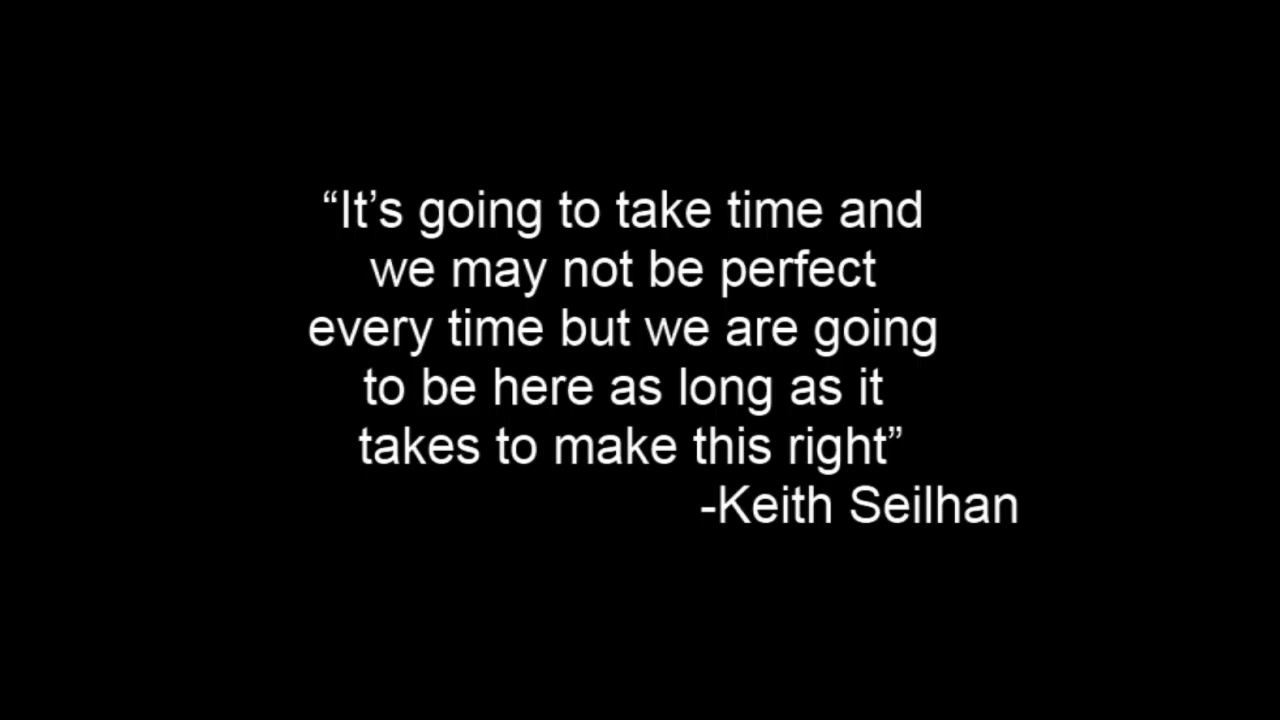 “It’s going to take time and
we may not be perfect
every time but we are going
to be here as long as it
takes to make this right”
-Keith Seilhan